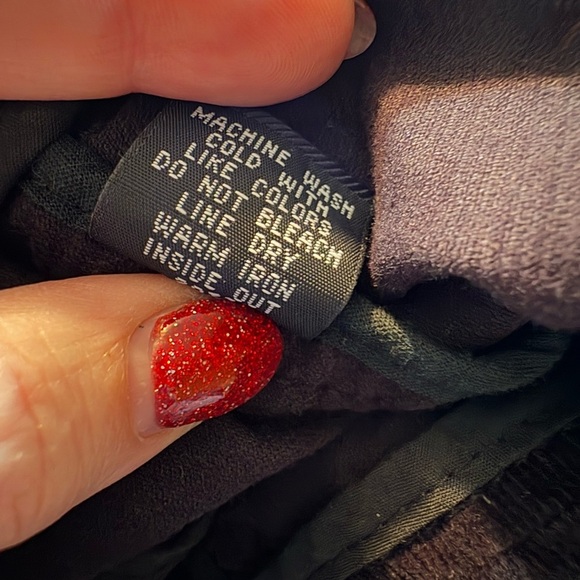 MACHINE WASH
COLD WITH
LIKE COLORS
DO NOT BLEACH
LINE DRY
WARM IRON
INSIDE OUT